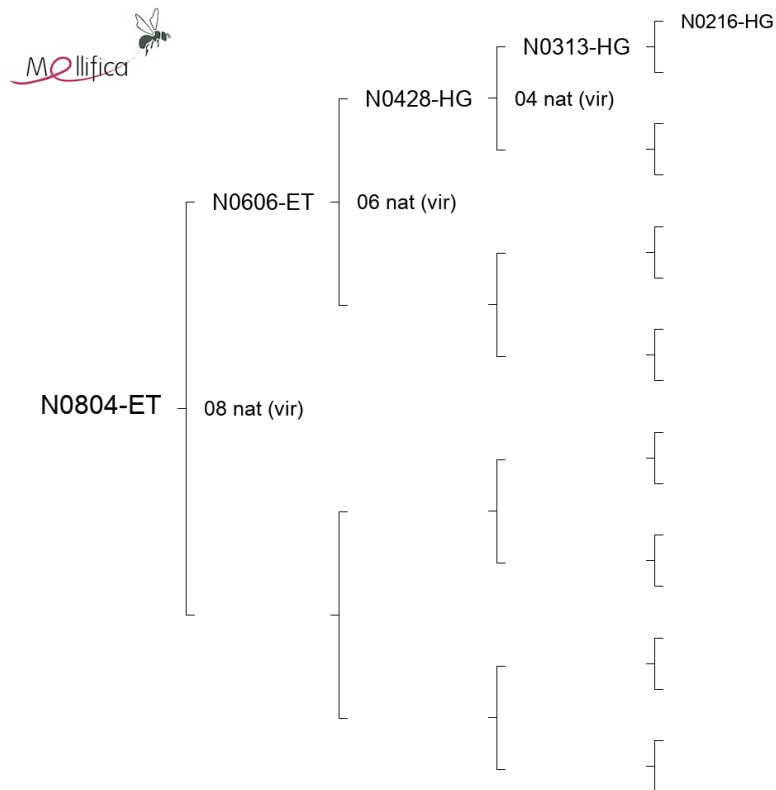 Mellifica
N0216-HG
N0313-HG
N0428-HG
04 nat (vir)
N0606-ET
06 nat (vir)
N0804-ET
08 nat (vir)